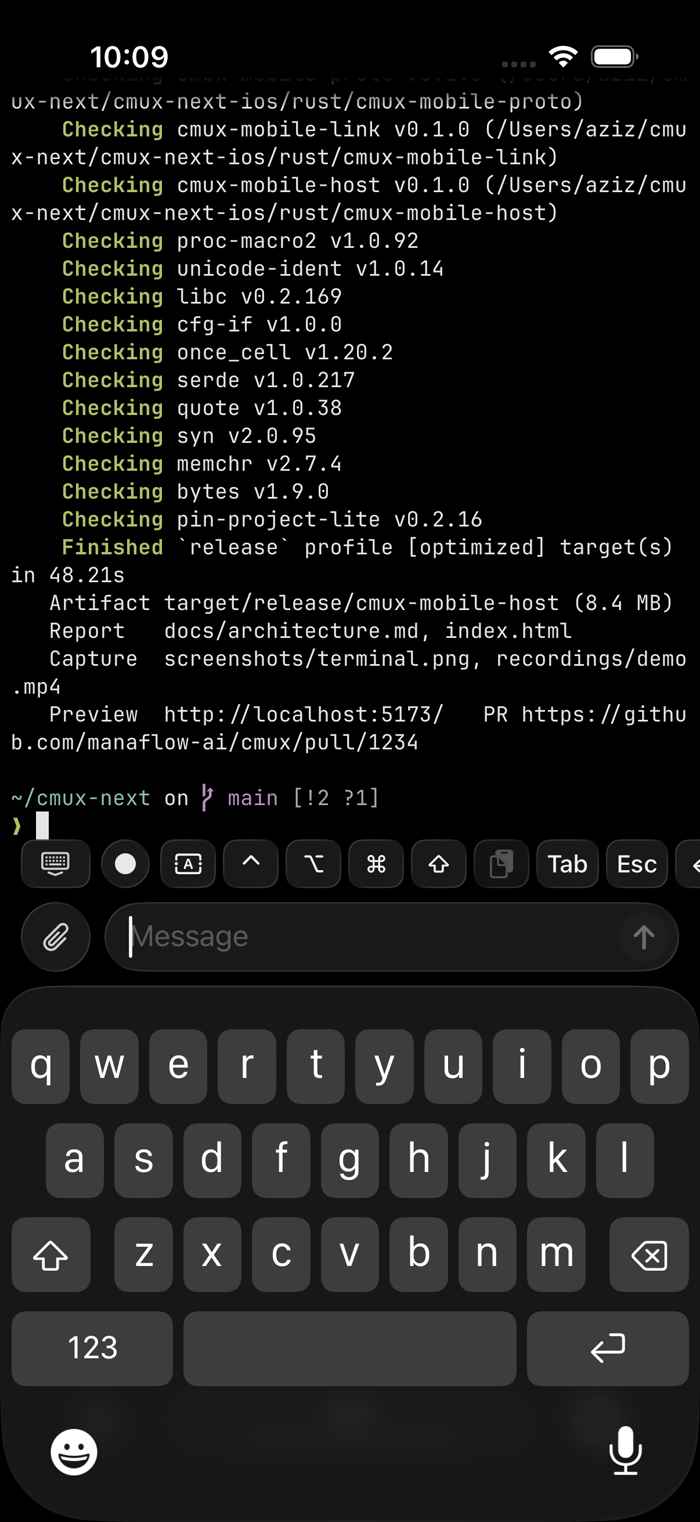 10:09
ux-next/cmux-next-ios/rust/cmux-mobile-proto)
Checking cmux-mobile-link v0.1.0 (/Users/aziz/cmu
x-next/cmux-next-ios/rust/cmux-mobile-link)
Checking cmux-mobile-host v0.1.0 (/Users/aziz/cmu
x-next/cmux-next-ios/rust/cmux-mobile-host)
Checking proc-macro2 v1.0.92
Checking unicode-ident v1.0.14
Checking libc v0.2.169
Checking cfg-if v1.0.0
Checking once_cell v1.20.2
Checking serde v1.0.217
Checking quote v1.0.38
Checking syn v2.0.95
Checking memchr v2.7.4
Checking bytes v1.9.0
Checking pin-project-lite v0.2.16
Finished `release` profile [optimized] target(s)
in 48.21s
Artifact target/release/cmux-mobile-host (8.4 MB)
Report docs/architecture.md, index.html
Capture screenshots/terminal.png, recordings/demo
.mp4
Preview http://localhost:5173/ PR https://githu
b.com/manaflow-ai/cmux/pull/1234
~/cmux-next on main [!2 ?1]
❯
A ^ ⌥ ⌘ Tab Esc
Message
q w e r t y u i o p
a s d f g h j k l
z x c v b n m
123